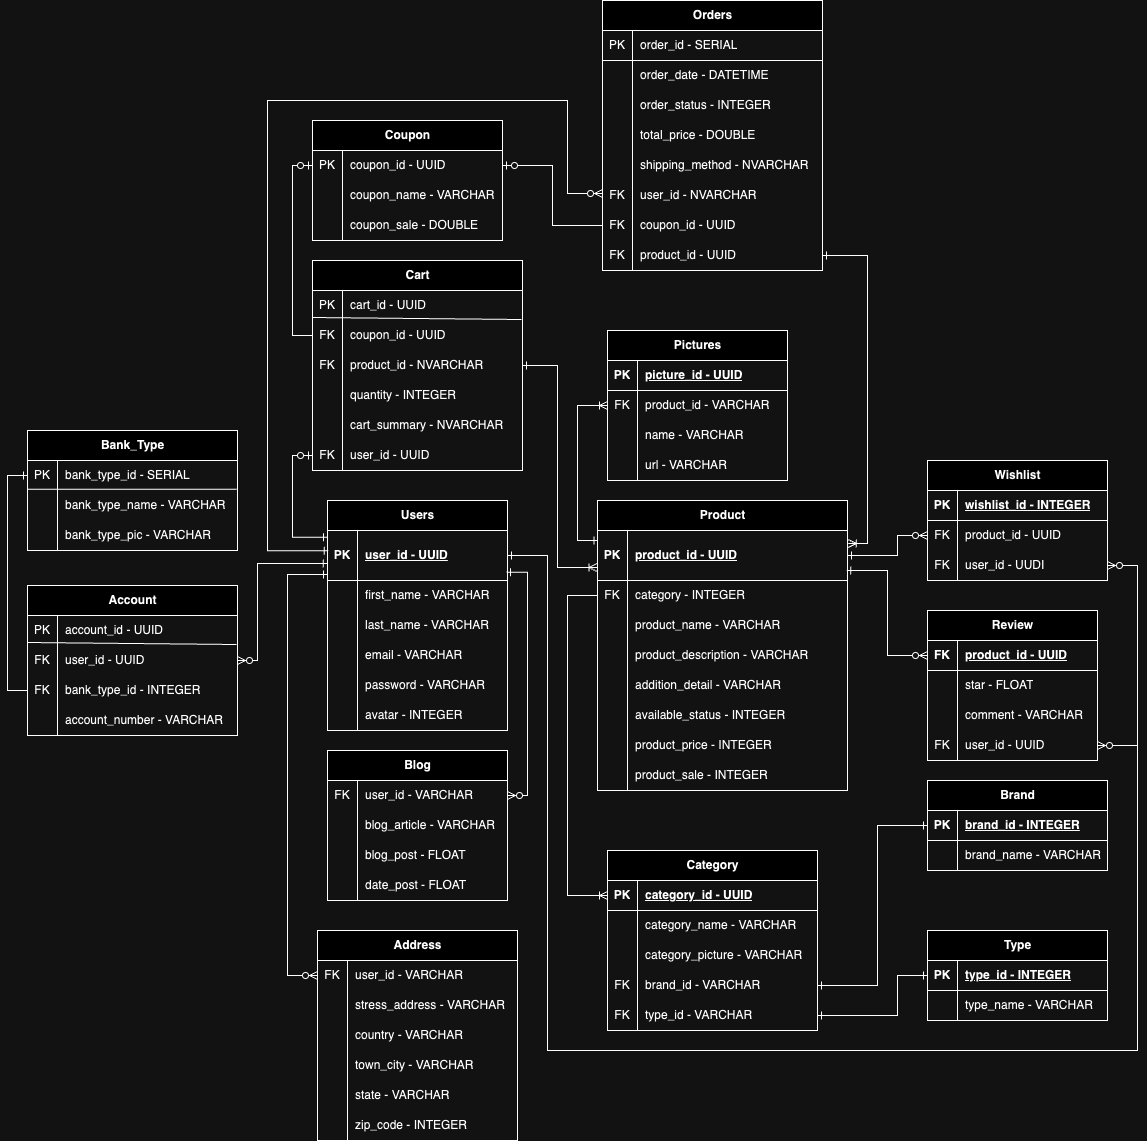 Orders
PK order_id - SERIAL
order_date - DATETIME
order_status - INTEGER
total_price - DOUBLE
shipping_method - NVARCHAR
FK user_id - NVARCHAR
FK coupon_id - UUID
FK product_id - UUID
Coupon
PK coupon_id - UUID
coupon_name - VARCHAR
coupon_sale - DOUBLE
Cart
PK cart_id - UUID
FK coupon_id - UUID
FK product_id - NVARCHAR
quantity - INTEGER
cart_summary - NVARCHAR
FK user_id - UUID
Pictures
PK picture_id - UUID
FK product_id - VARCHAR
name - VARCHAR
url - VARCHAR
Bank_Type
PK bank_type_id - SERIAL
bank_type_name - VARCHAR
bank_type_pic - VARCHAR
Wishlist
PK wishlist_id - INTEGER
FK product_id - UUID
FK user_id - UUDI
Users
PK user_id - UUID
first_name - VARCHAR
last_name - VARCHAR
email - VARCHAR
password - VARCHAR
avatar - INTEGER
Product
PK product_id - UUID
FK category - INTEGER
product_name - VARCHAR
product_description - VARCHAR
addition_detail - VARCHAR
available_status - INTEGER
product_price - INTEGER
product_sale - INTEGER
Account
PK account_id - UUID
FK user_id - UUID
FK bank_type_id - INTEGER
account_number - VARCHAR
Review
FK product_id - UUID
star - FLOAT
comment - VARCHAR
FK user_id - UUID
Blog
FK user_id - VARCHAR
blog_article - VARCHAR
blog_post - FLOAT
date_post - FLOAT
Brand
PK brand_id - INTEGER
brand_name - VARCHAR
Category
PK category_id - UUID
category_name - VARCHAR
category_picture - VARCHAR
FK brand_id - VARCHAR
FK type_id - VARCHAR
Type
PK type_id - INTEGER
type_name - VARCHAR
Address
FK user_id - VARCHAR
stress_address - VARCHAR
country - VARCHAR
town_city - VARCHAR
state - VARCHAR
zip_code - INTEGER